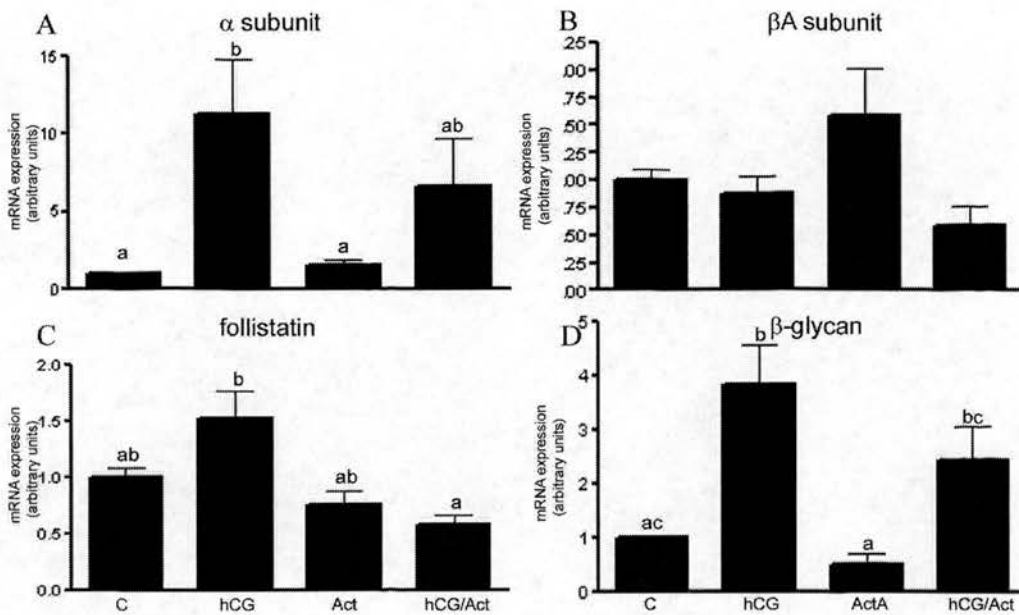 A
α subunit
mRNA expression
(arbitrary units)
15
10
5
0
a
b
a
ab
B
βA subunit
mRNA expression
(arbitrary units)
.25
.00
.75
.50
.25
.00
.75
.50
.25
.00
C
follistatin
mRNA expression
(arbitrary units)
2.0
1.5
1.0
0.5
0.0
ab
b
ab
a
C
hCG
Act
hCG/Act
D
β-glycan
mRNA expression
(arbitrary units)
5
4
3
2
1
0
ac
b
a
bc
C
hCG
ActA
hCG/Act